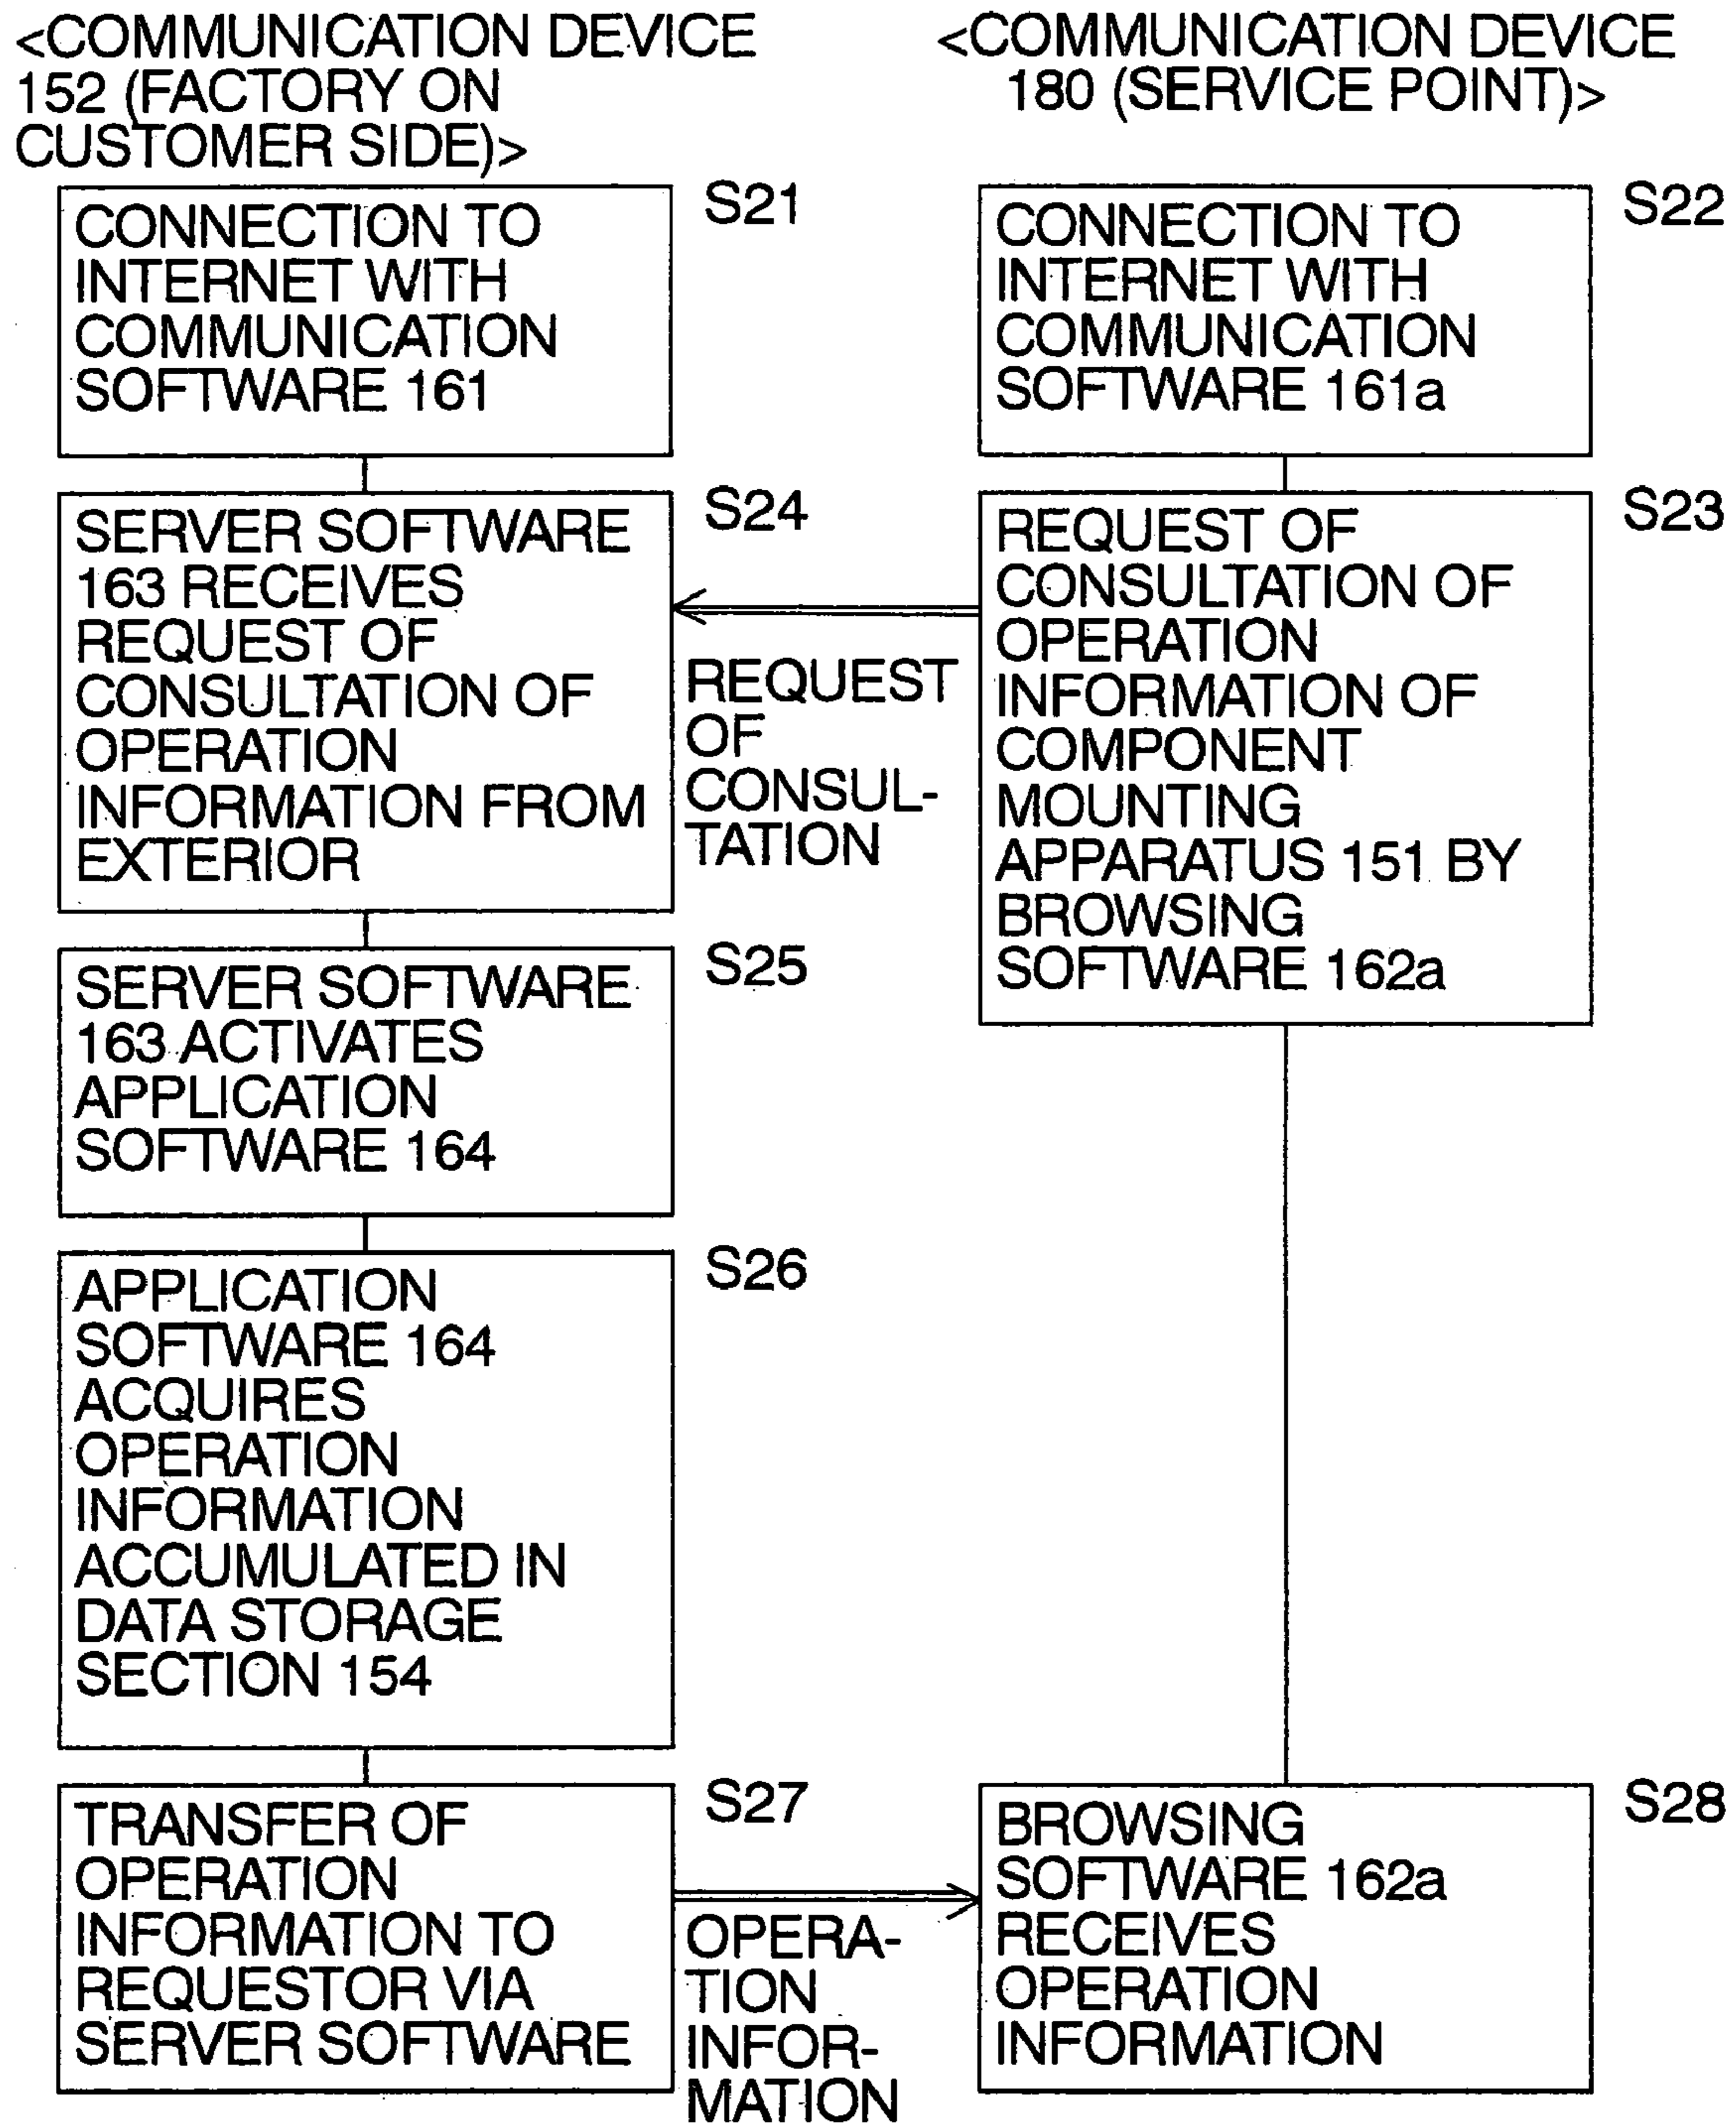 <COMMUNICATION DEVICE
152 (FACTORY ON
CUSTOMER SIDE)>
<COMMUNICATION DEVICE
180 (SERVICE POINT)>
S21
CONNECTION TO
INTERNET WITH
COMMUNICATION
SOFTWARE 161
S22
CONNECTION TO
INTERNET WITH
COMMUNICATION
SOFTWARE 161a
S24
SERVER SOFTWARE
163 RECEIVES
REQUEST OF
CONSULTATION OF
OPERATION
INFORMATION FROM
EXTERIOR
REQUEST
OF
CONSUL-
TATION
S23
REQUEST OF
CONSULTATION OF
OPERATION
INFORMATION OF
COMPONENT
MOUNTING
APPARATUS 151 BY
BROWSING
SOFTWARE 162a
S25
SERVER SOFTWARE
163 ACTIVATES
APPLICATION
SOFTWARE 164
S26
APPLICATION
SOFTWARE 164
ACQUIRES
OPERATION
INFORMATION
ACCUMULATED IN
DATA STORAGE
SECTION 154
S27
TRANSFER OF
OPERATION
INFORMATION TO
REQUESTOR VIA
SERVER SOFTWARE
OPERA-
TION
INFOR-
MATION
S28
BROWSING
SOFTWARE 162a
RECEIVES
OPERATION
INFORMATION